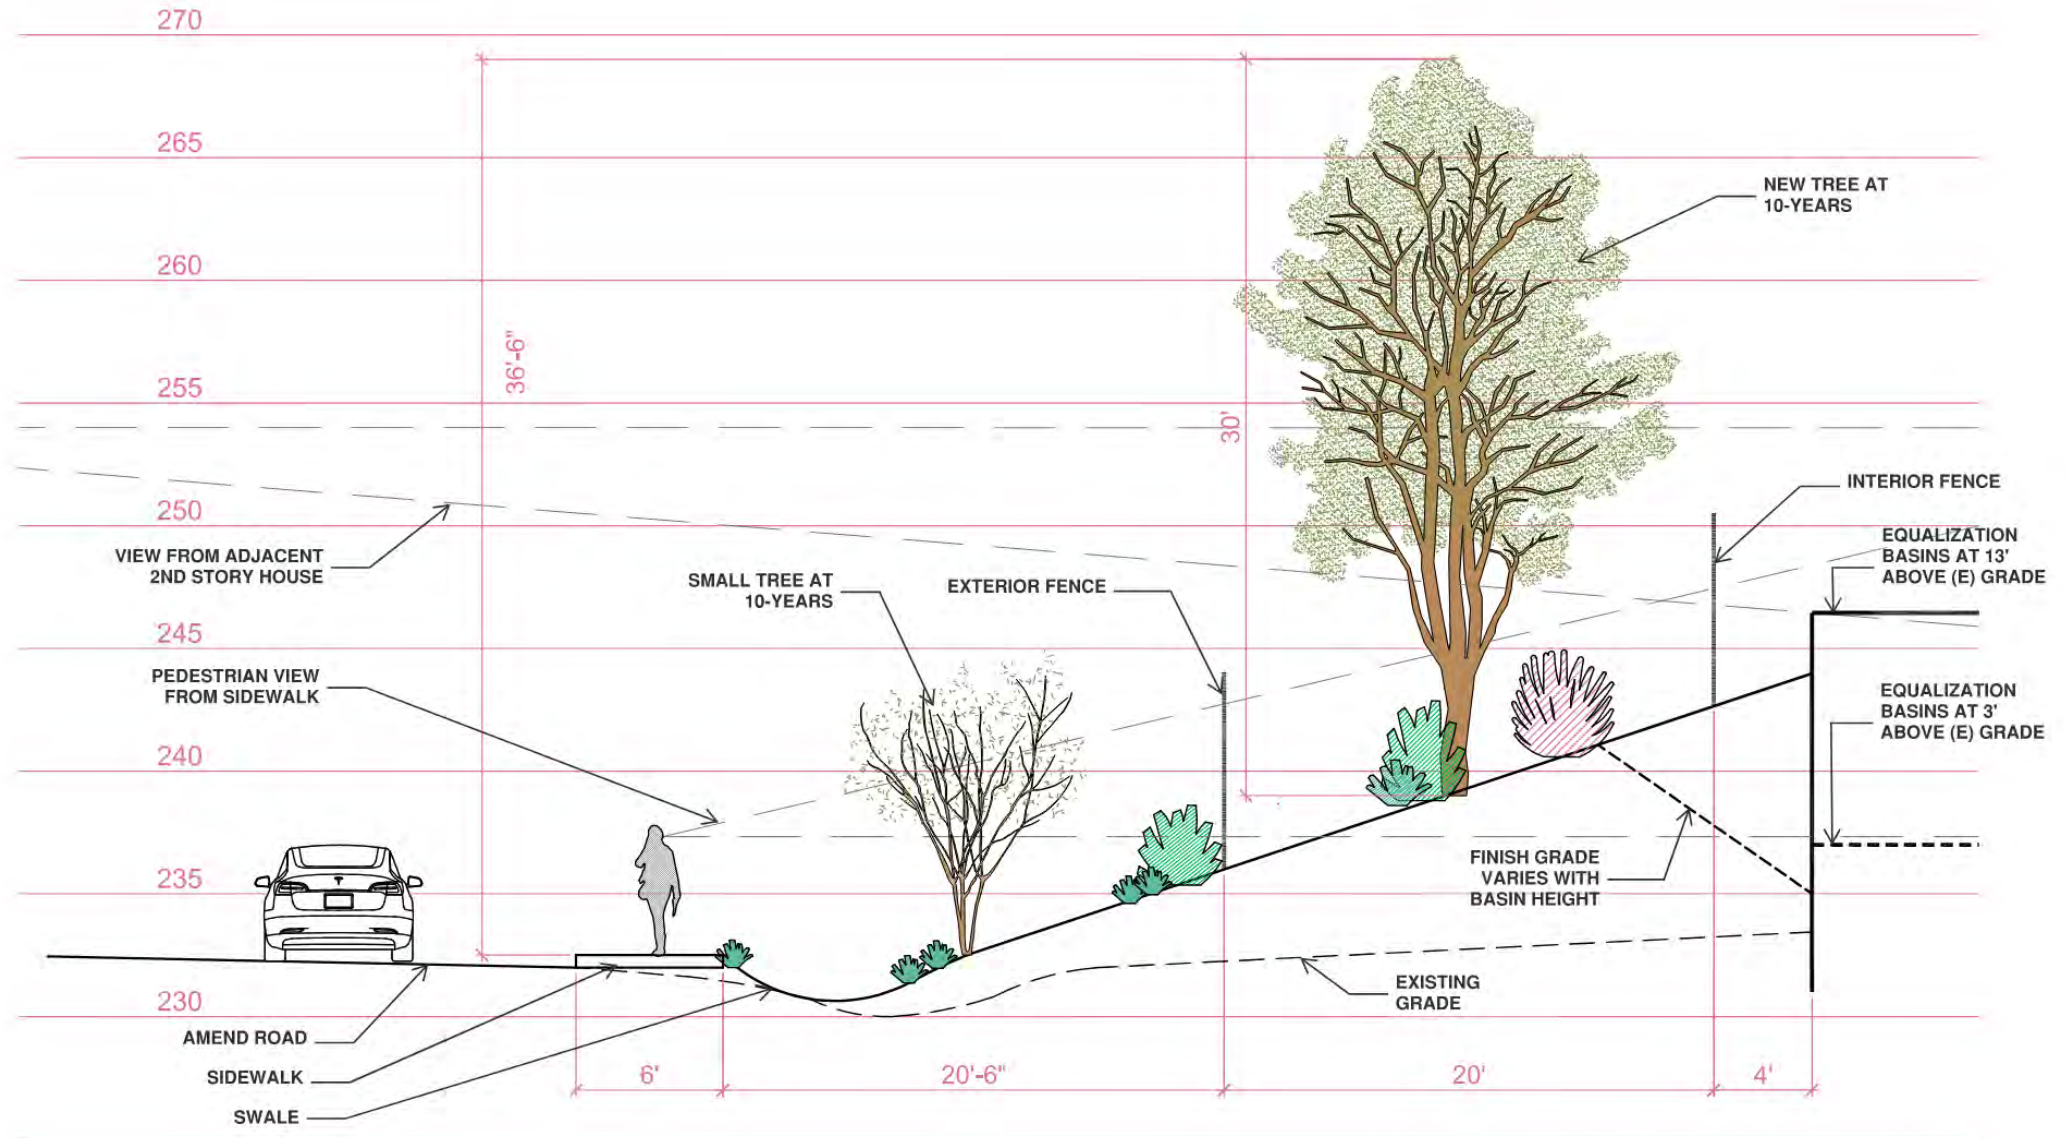 270
265
260
255
250
245
240
235
230
36'-6"
30'
NEW TREE AT
10-YEARS
INTERIOR FENCE
EQUALIZATION
BASINS AT 13'
ABOVE (E) GRADE
VIEW FROM ADJACENT
2ND STORY HOUSE
SMALL TREE AT
10-YEARS
EXTERIOR FENCE
PEDESTRIAN VIEW
FROM SIDEWALK
EQUALIZATION
BASINS AT 3'
ABOVE (E) GRADE
FINISH GRADE
VARIES WITH
BASIN HEIGHT
EXISTING
GRADE
AMEND ROAD
SIDEWALK
SWALE
6'
20'-6"
20'
4'